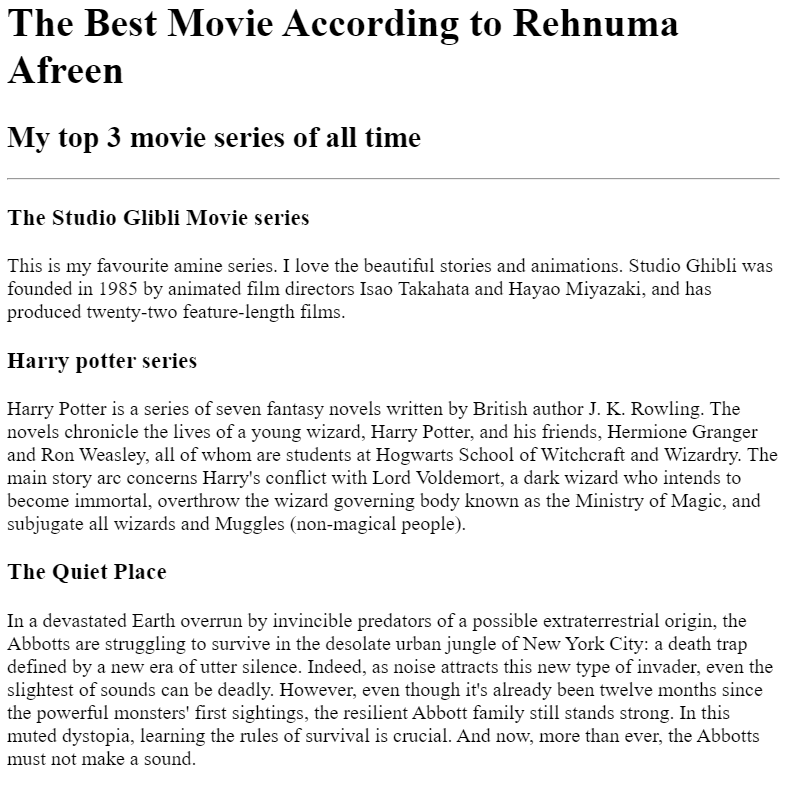 The Best Movie According to Rehnuma
Afreen
My top 3 movie series of all time
The Studio Glibli Movie series
This is my favourite amine series. I love the beautiful stories and animations. Studio Ghibli was
founded in 1985 by animated film directors Isao Takahata and Hayao Miyazaki, and has
produced twenty-two feature-length films.
Harry potter series
Harry Potter is a series of seven fantasy novels written by British author J. K. Rowling. The
novels chronicle the lives of a young wizard, Harry Potter, and his friends, Hermione Granger
and Ron Weasley, all of whom are students at Hogwarts School of Witchcraft and Wizardry. The
main story arc concerns Harry's conflict with Lord Voldemort, a dark wizard who intends to
become immortal, overthrow the wizard governing body known as the Ministry of Magic, and
subjugate all wizards and Muggles (non-magical people).
The Quiet Place
In a devastated Earth overrun by invincible predators of a possible extraterrestrial origin, the
Abbotts are struggling to survive in the desolate urban jungle of New York City: a death trap
defined by a new era of utter silence. Indeed, as noise attracts this new type of invader, even the
slightest of sounds can be deadly. However, even though it's already been twelve months since
the powerful monsters' first sightings, the resilient Abbott family still stands strong. In this
muted dystopia, learning the rules of survival is crucial. And now, more than ever, the Abbotts
must not make a sound.